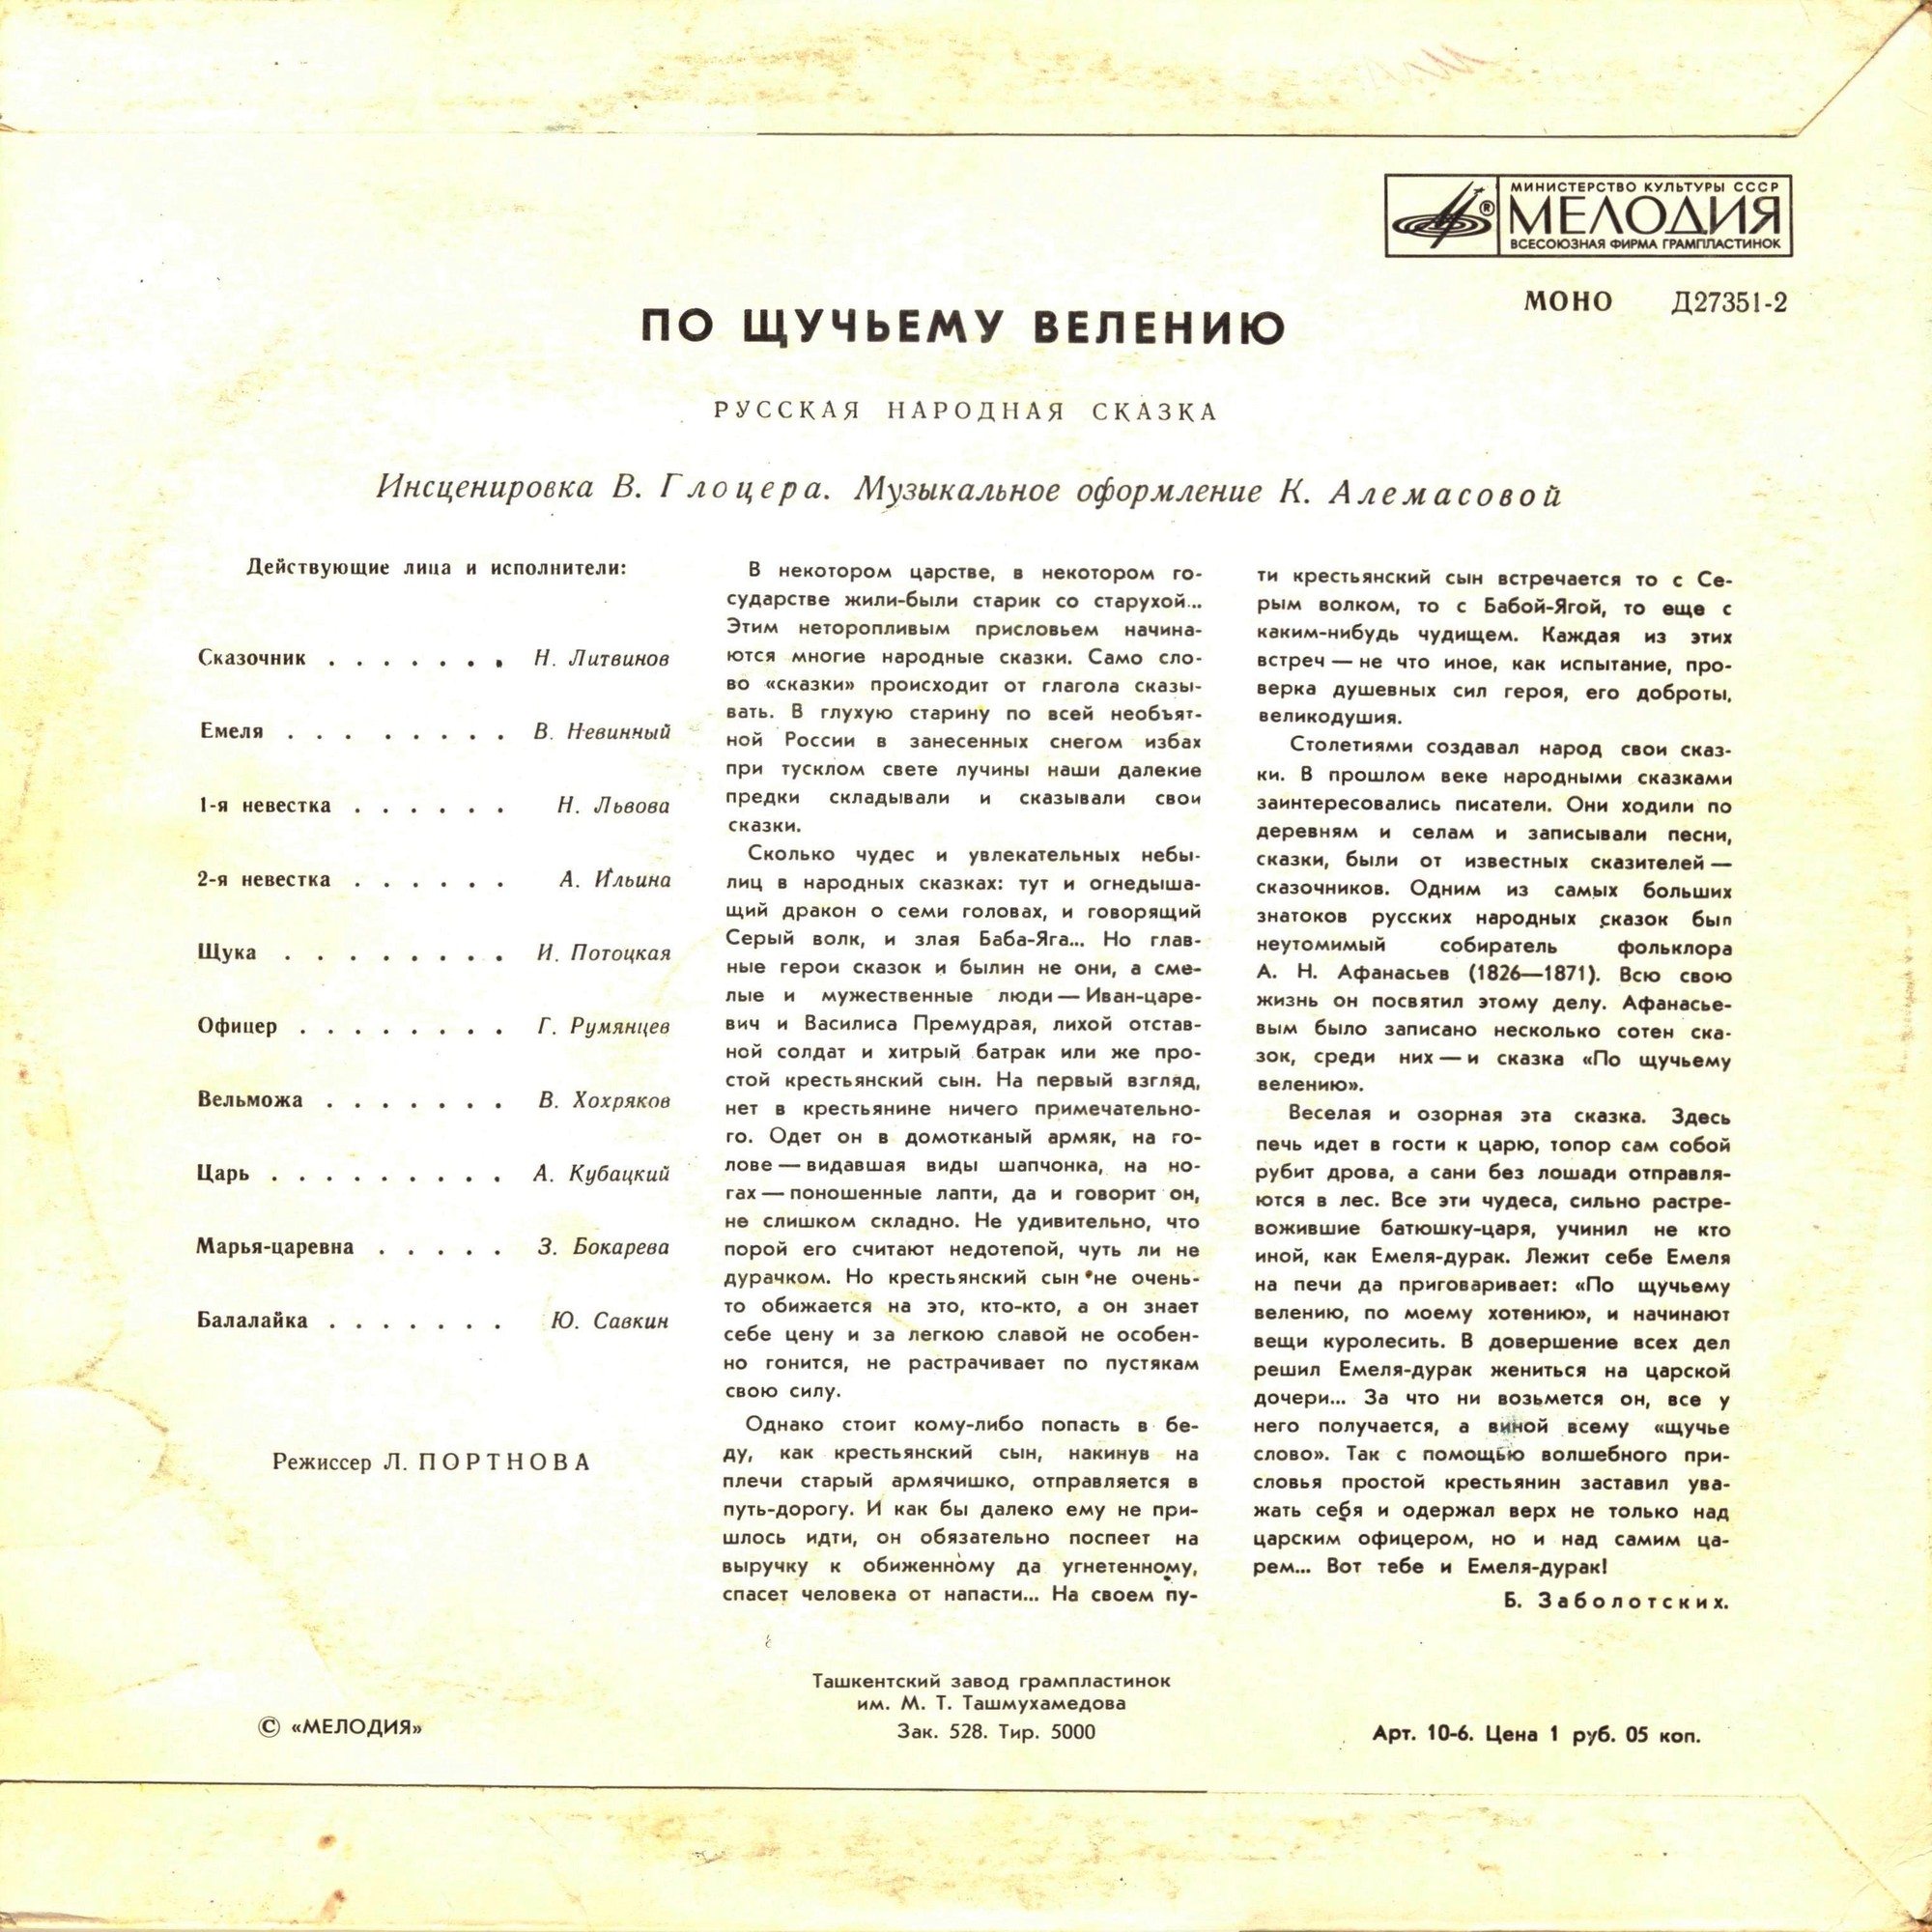 МИНИСТЕРСТВО КУЛЬТУРЫ СССР
МЕЛОДИЯ
ВСЕСОЮЗНАЯ ФИРМА ГРАМПЛАСТИНОК
МОНО Д27351-2
ПО ЩУЧЬЕМУ ВЕЛЕНИЮ
РУССКАЯ НАРОДНАЯ СКАЗКА
Инсценировка В. Глоцера. Музыкальное оформление К. Алемасовой
Действующие лица и исполнители:
Сказочник . . . . . . . Н. Литвинов
Емеля . . . . . . . . . В. Невинный
1-я невестка . . . . . . Н. Львова
2-я невестка . . . . . . А. Ильина
Щука . . . . . . . . . И. Потоцкая
Офицер . . . . . . . . Г. Румянцев
Вельможа . . . . . . . В. Хохряков
Царь . . . . . . . . . А. Кубацкий
Марья-царевна . . . . . З. Бокарева
Балалайка . . . . . . . Ю. Савкин
Режиссер Л. ПОРТНОВА
В некотором царстве, в некотором го-
сударстве жили-были старик со старухой...
Этим неторопливым присловьем начина-
ются многие народные сказки. Само сло-
во «сказки» происходит от глагола сказы-
вать. В глухую старину по всей необъят-
ной России в занесенных снегом избах
при тусклом свете лучины наши далекие
предки складывали и сказывали свои
сказки.
Сколько чудес и увлекательных небы-
лиц в народных сказках: тут и огнедыша-
щий дракон о семи головах, и говорящий
Серый волк, и злая Баба-Яга... Но глав-
ные герои сказок и былин не они, а сме-
лые и мужественные люди — Иван-царе-
вич и Василиса Премудрая, лихой отстав-
ной солдат и хитрый батрак или же про-
стой крестьянский сын. На первый взгляд,
нет в крестьянине ничего примечательно-
го. Одет он в домотканый армяк, на го-
лове — видавшая виды шапчонка, на но-
гах — поношенные лапти, да и говорит он,
не слишком складно. Не удивительно, что
порой его считают недотепой, чуть ли не
дурачком. Но крестьянский сын не очень-
то обижается на это, кто-кто, а он знает
себе цену и за легкою славой не особен-
но гонится, не растрачивает по пустякам
свою силу.
Однако стоит кому-либо попасть в бе-
ду, как крестьянский сын, накинув на
плечи старый армячишко, отправляется в
путь-дорогу. И как бы далеко ему не при-
шлось идти, он обязательно поспеет на
выручку к обиженному да угнетенному,
спасет человека от напасти... На своем пу-
ти крестьянский сын встречается то с Се-
рым волком, то с Бабой-Ягой, то еще с
каким-нибудь чудищем. Каждая из этих
встреч — не что иное, как испытание, про-
верка душевных сил героя, его доброты,
великодушия.
Столетиями создавал народ свои сказ-
ки. В прошлом веке народными сказками
заинтересовались писатели. Они ходили по
деревням и селам и записывали песни,
сказки, были от известных сказителей —
сказочников. Одним из самых больших
знатоков русских народных сказок был
неутомимый собиратель фольклора
А. Н. Афанасьев (1826—1871). Всю свою
жизнь он посвятил этому делу. Афанасье-
вым было записано несколько сотен ска-
зок, среди них — и сказка «По щучьему
велению».
Веселая и озорная эта сказка. Здесь
печь идет в гости к царю, топор сам собой
рубит дрова, а сани без лошади отправля-
ются в лес. Все эти чудеса, сильно растре-
вожившие батюшку-царя, учинил не кто
иной, как Емеля-дурак. Лежит себе Емеля
на печи да приговаривает: «По щучьему
велению, по моему хотению», и начинают
вещи куролесить. В довершение всех дел
решил Емеля-дурак жениться на царской
дочери... За что ни возьмется он, все у
него получается, а виной всему «щучье
слово». Так с помощью волшебного при-
словья простой крестьянин заставил ува-
жать себя и одержал верх не только над
царским офицером, но и над самим ца-
рем... Вот тебе и Емеля-дурак!
Б. Заболотских.
Ташкентский завод грампластинок
им. М. Т. Ташмухамедова
Зак. 528. Тир. 5000
© «МЕЛОДИЯ»
Арт. 10-6. Цена 1 руб. 05 коп.